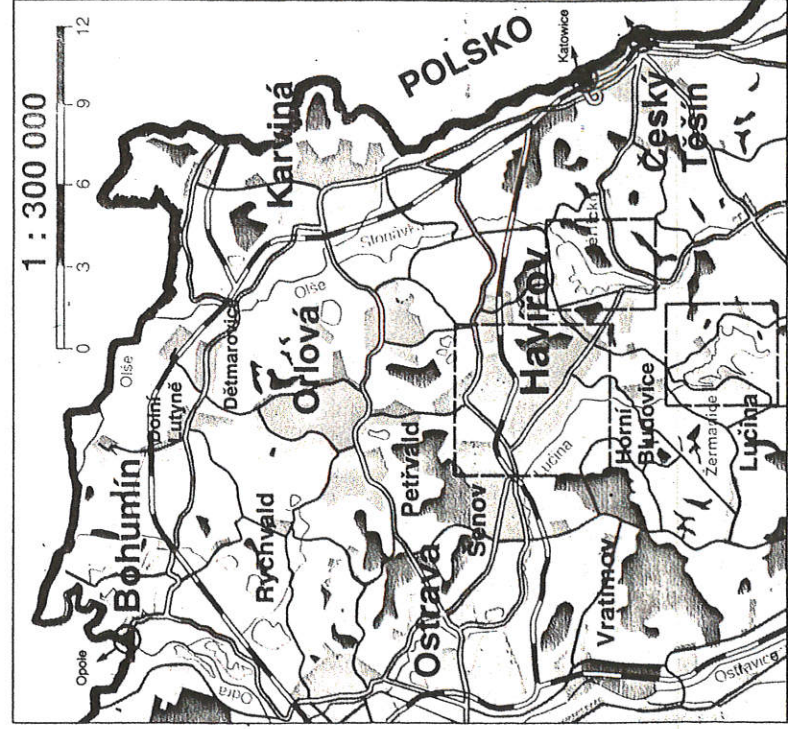 1 : 300 000
0 3 6 9 12
POLSKO
Opole
Bohumín
Odra
Olše
Dolní
Lutyně
Dětmarovice
Karviná
Rychvald
Orlová
Olše
Stonávka
Katowice
Petřvald
Ostrava
Šenov
Havířov
Český
Těšín
Lučina
Horní
Bludovice
Vratimov
Žermanice
Lučina
Ostravice